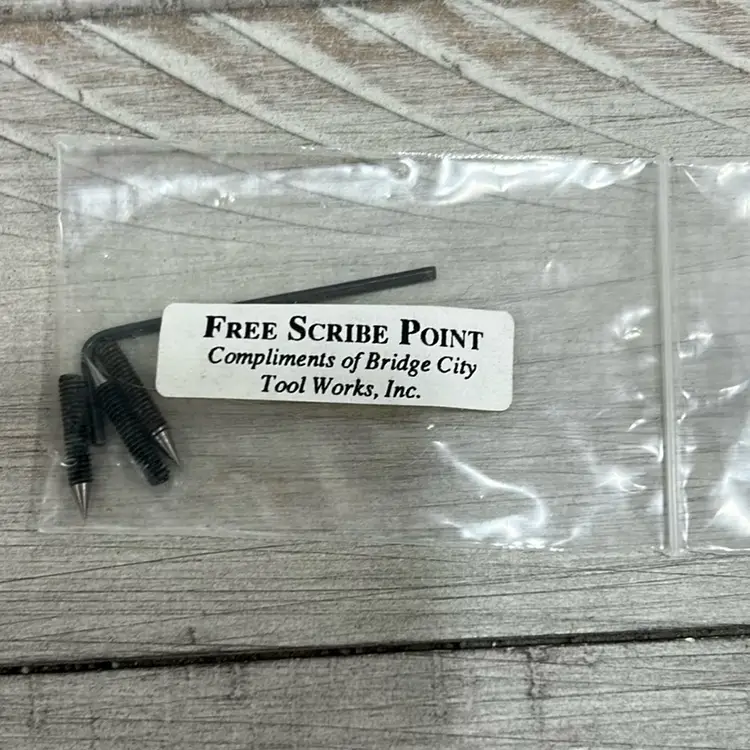 FREE SCRIBE POINT
Compliments of Bridge City
Tool Works, Inc.